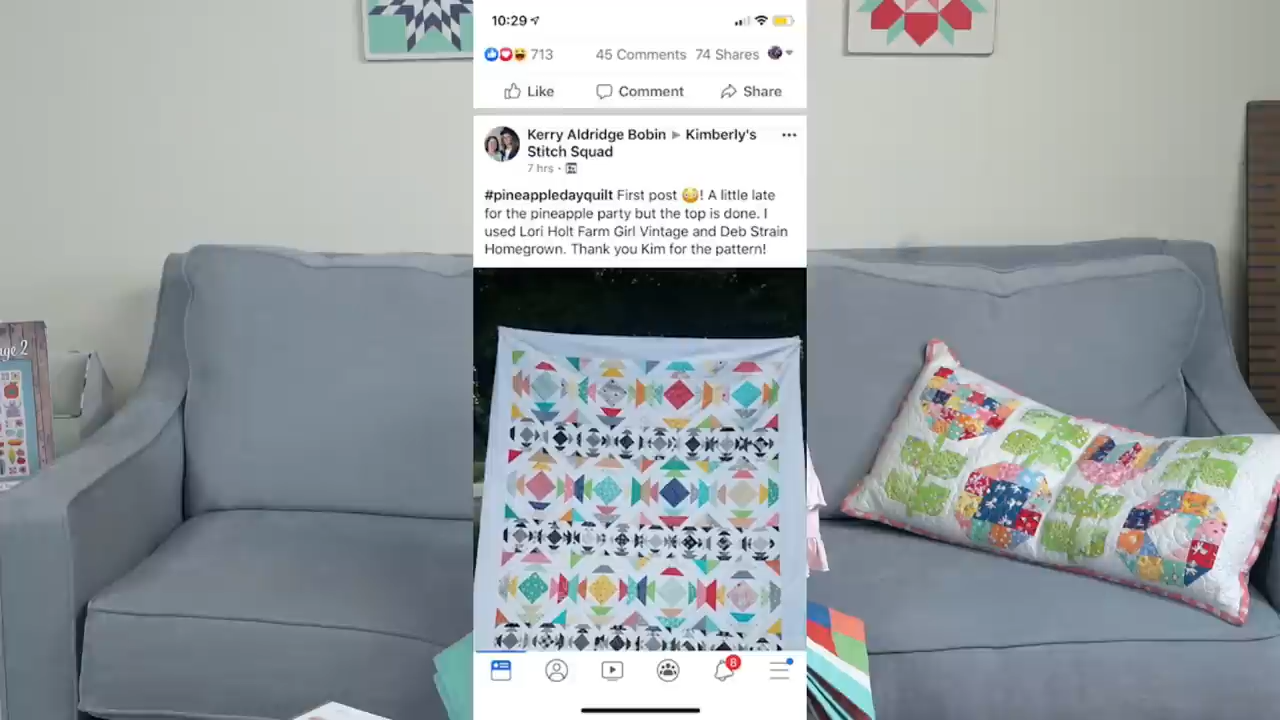 10:29
713 45 Comments 74 Shares
Like Comment Share
Kerry Aldridge Bobin ▸ Kimberly's
Stitch Squad
7 hrs ·
#pineappledayquilt First post 😳! A little late
for the pineapple party but the top is done. I
used Lori Holt Farm Girl Vintage and Deb Strain
Homegrown. Thank you Kim for the pattern!
8